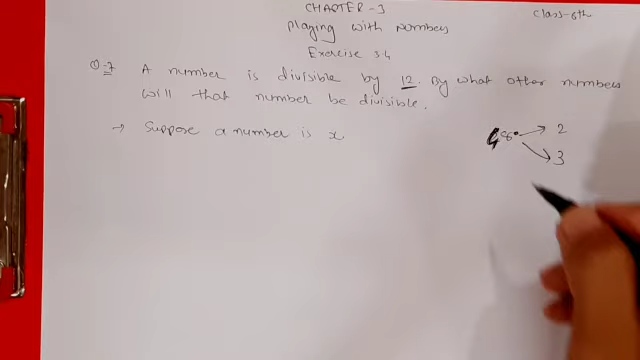 CHAPTER-3
Class-6th
Playing with Numbers
Exercise 3.4
Q:7 A number is divisible by 12. By what other numbers
will that number be divisible.
→ Suppose a number is x
2
3